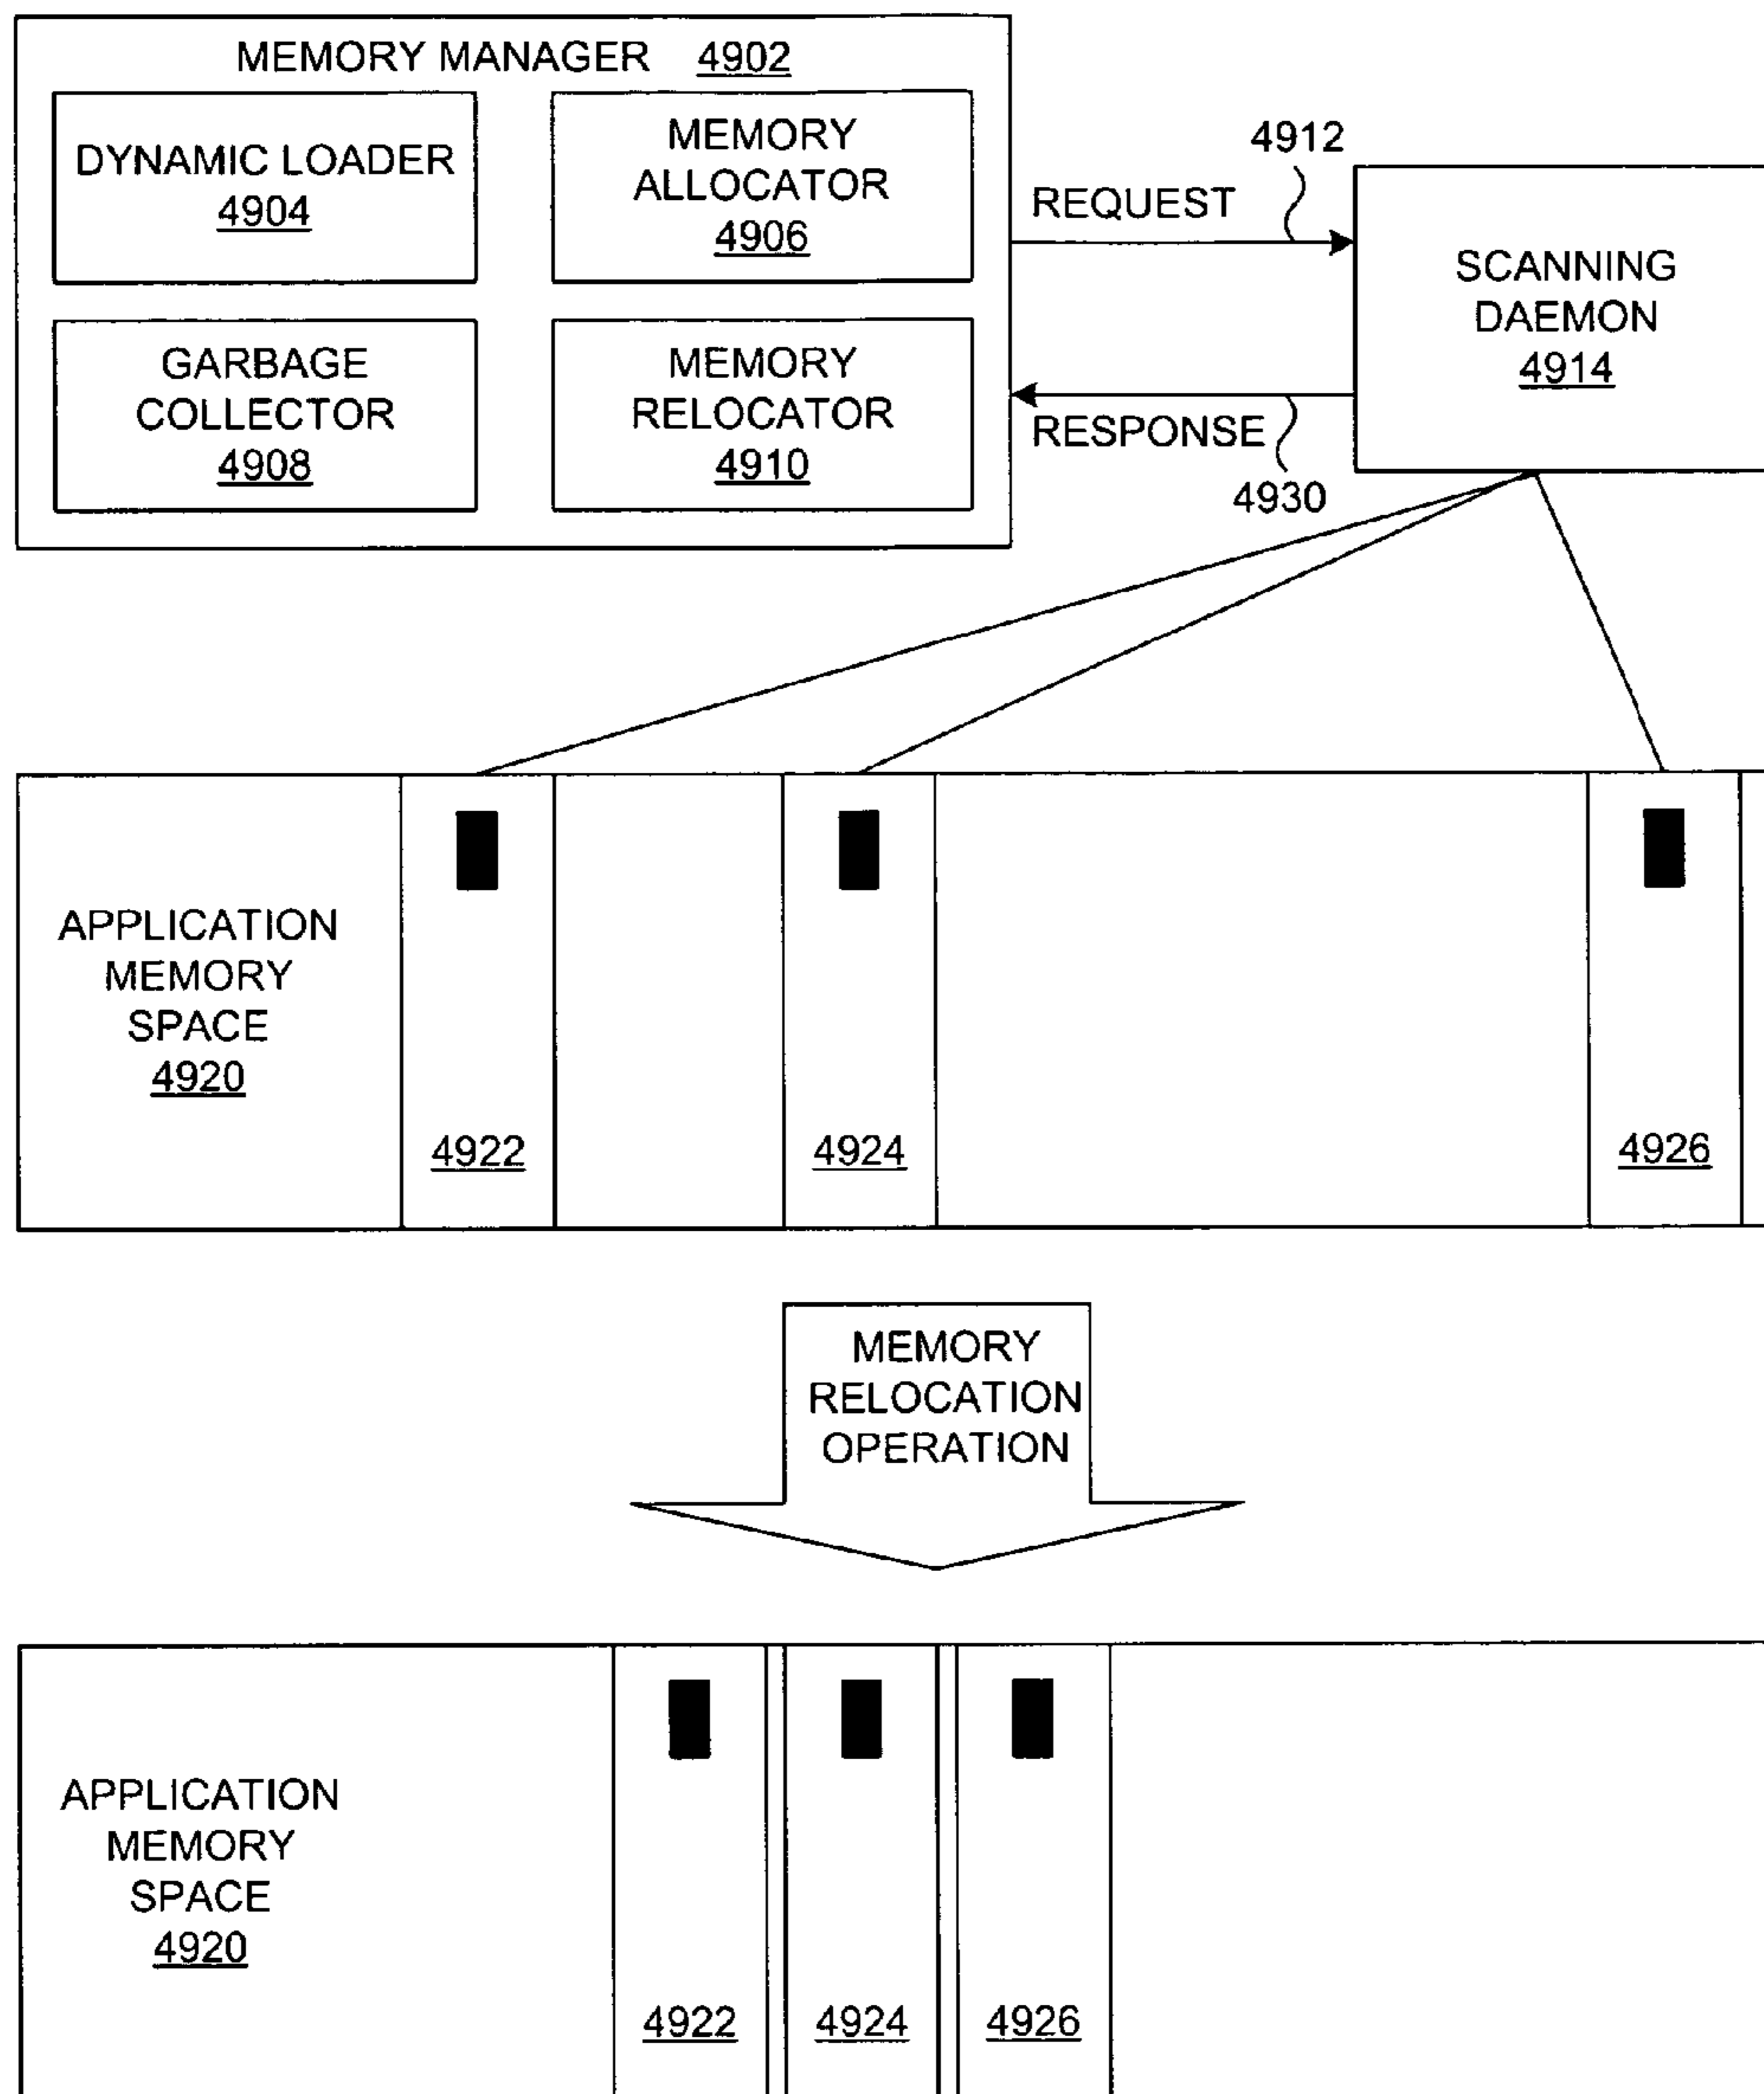 MEMORY MANAGER 4902
DYNAMIC LOADER
4904
MEMORY
ALLOCATOR
4906
GARBAGE
COLLECTOR
4908
MEMORY
RELOCATOR
4910
4912
REQUEST
RESPONSE
4930
SCANNING
DAEMON
4914
APPLICATION
MEMORY
SPACE
4920
4922
4924
4926
MEMORY
RELOCATION
OPERATION
APPLICATION
MEMORY
SPACE
4920
4922
4924
4926